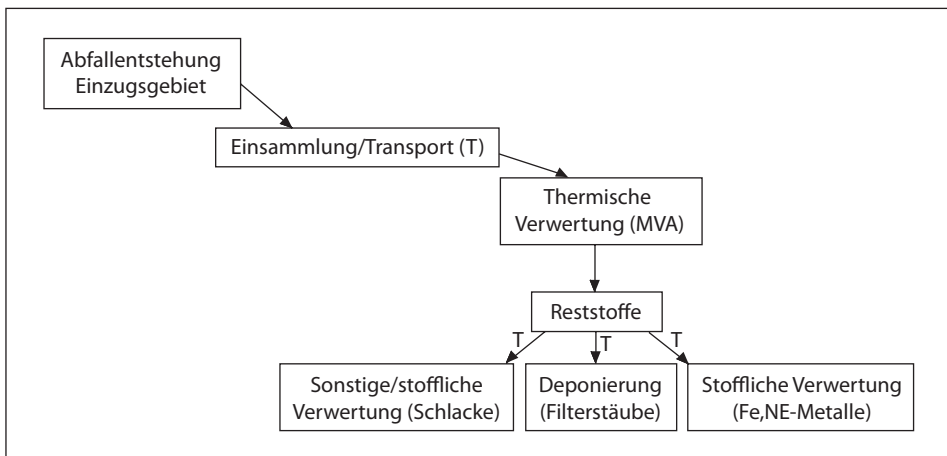 Abfallentstehung
Einzugsgebiet
Einsammlung/Transport (T)
Thermische
Verwertung (MVA)
Reststoffe
T
T
T
Sonstige/stoffliche
Verwertung (Schlacke)
Deponierung
(Filterstäube)
Stoffliche Verwertung
(Fe,NE-Metalle)